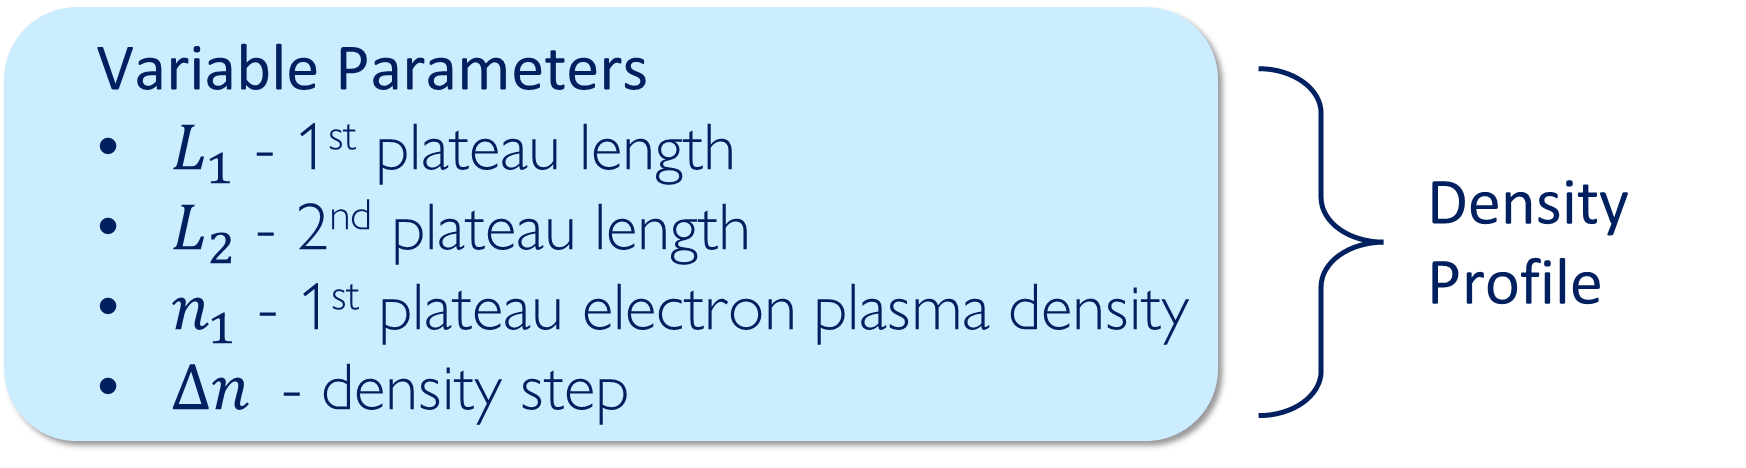 Variable Parameters
• L₁ - 1ˢᵗ plateau length
• L₂ - 2ⁿᵈ plateau length
• n₁ - 1ˢᵗ plateau electron plasma density
• Δn - density step
Density
Profile